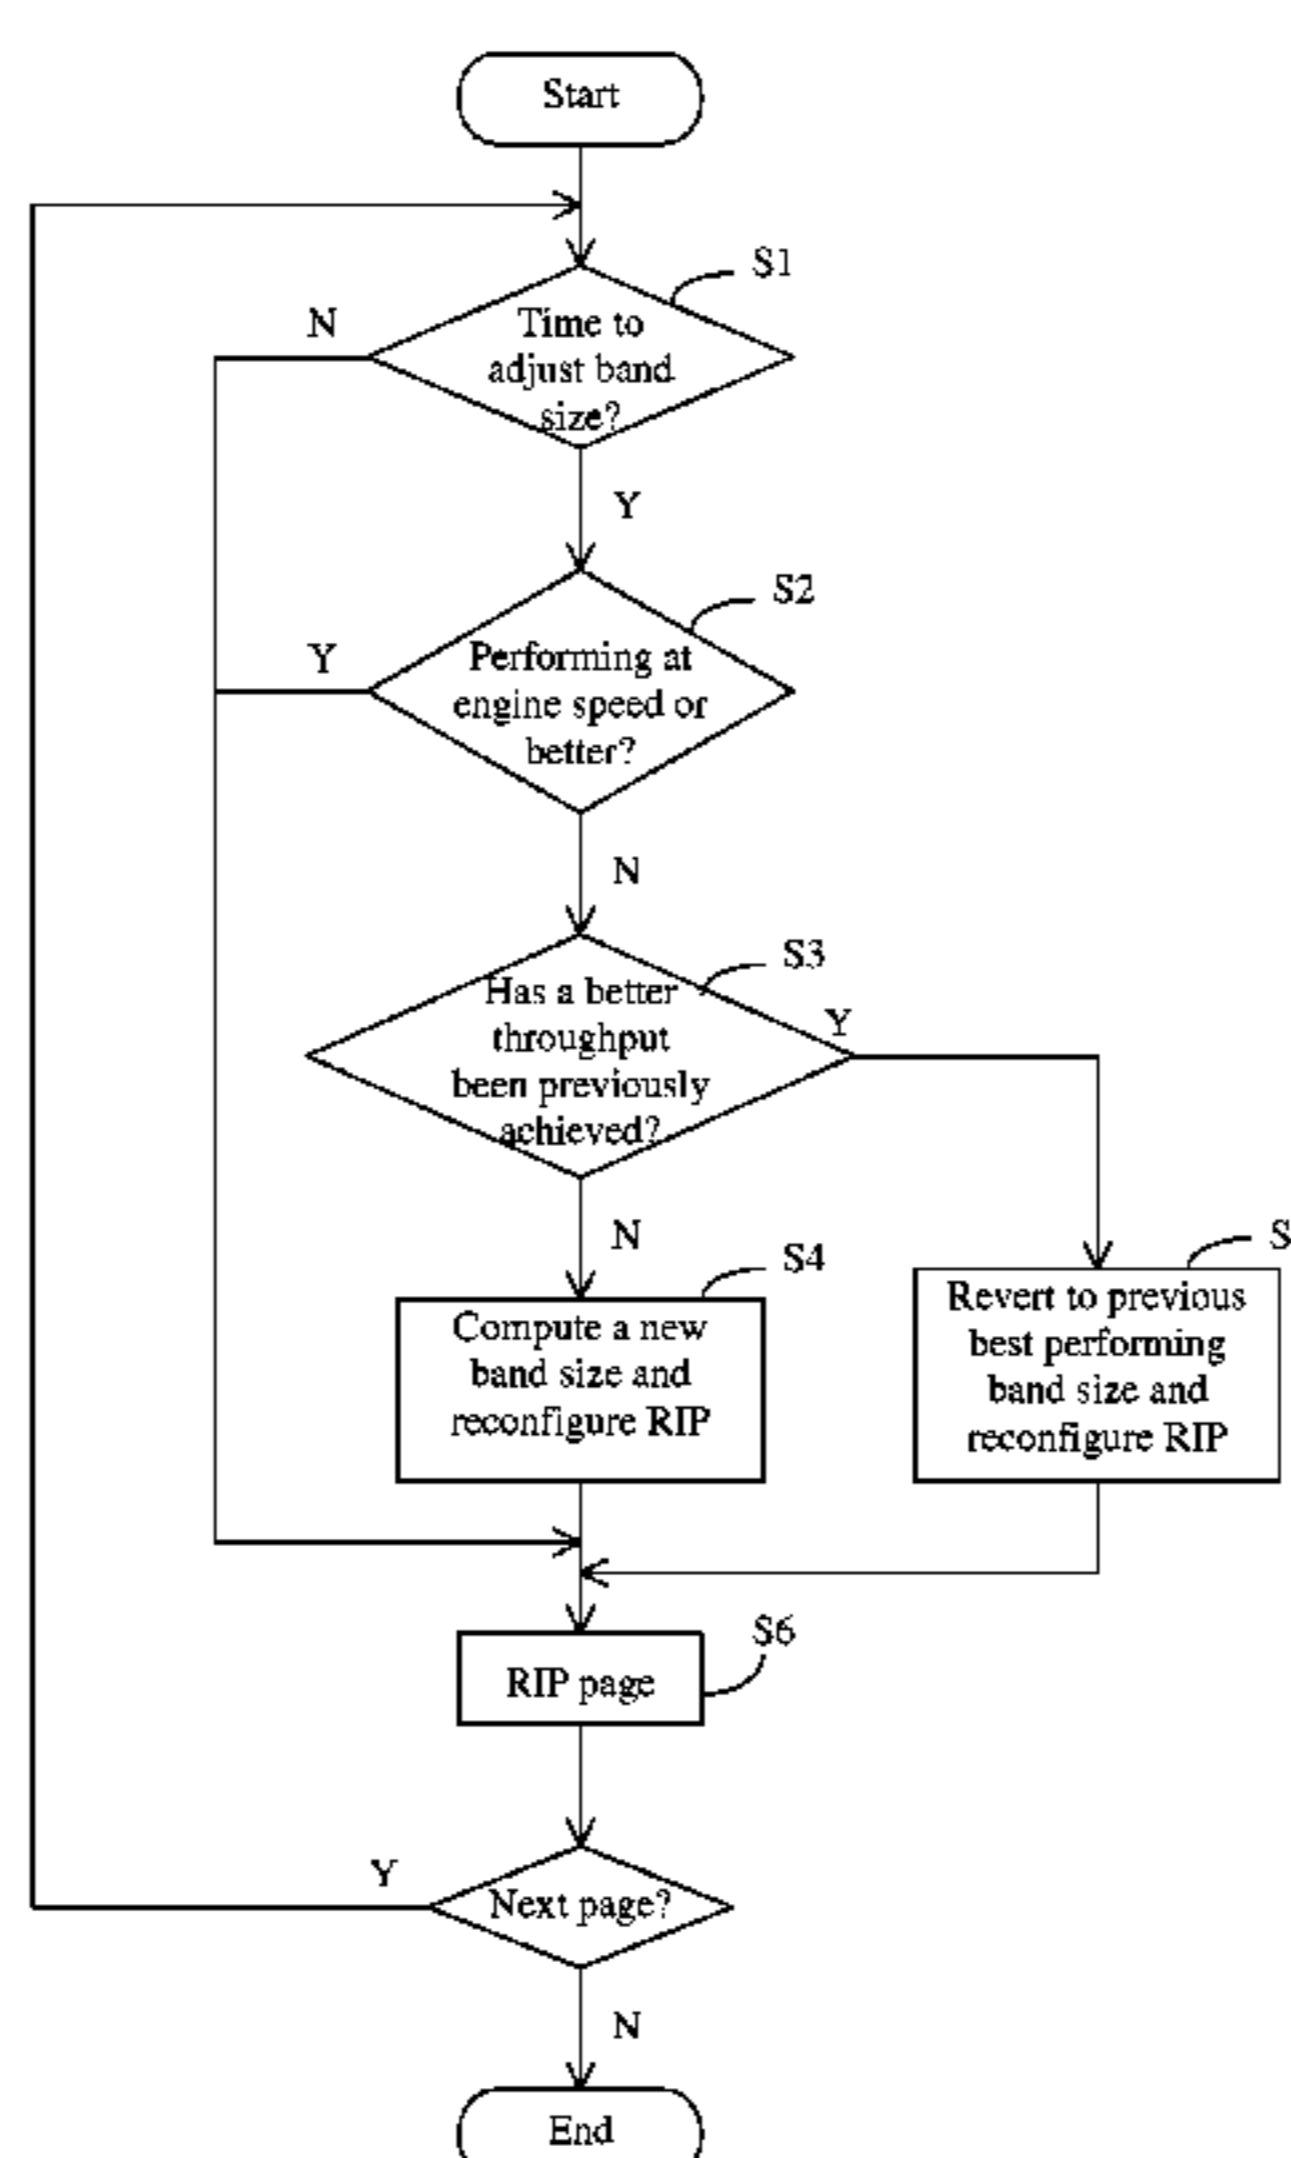 Start
S1
N
Time to
adjust band
size?
Y
S2
Y
Performing at
engine speed or
better?
N
S3
Has a better
throughput
been previously
achieved?
Y
N
S4
S
Compute a new
band size and
reconfigure RIP
Revert to previous
best performing
band size and
reconfigure RIP
S6
RIP page
Y
Next page?
N
End